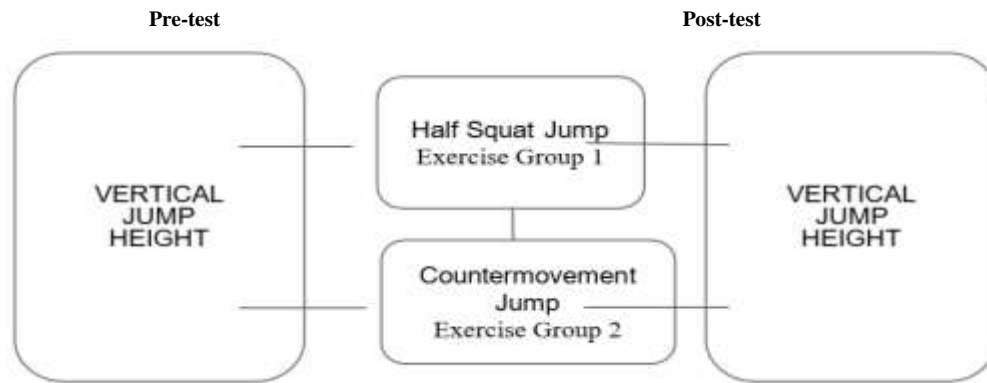 Pre-test
Post-test
VERTICAL
JUMP
HEIGHT
Half Squat Jump
Exercise Group 1
Countermovement
Jump
Exercise Group 2
VERTICAL
JUMP
HEIGHT